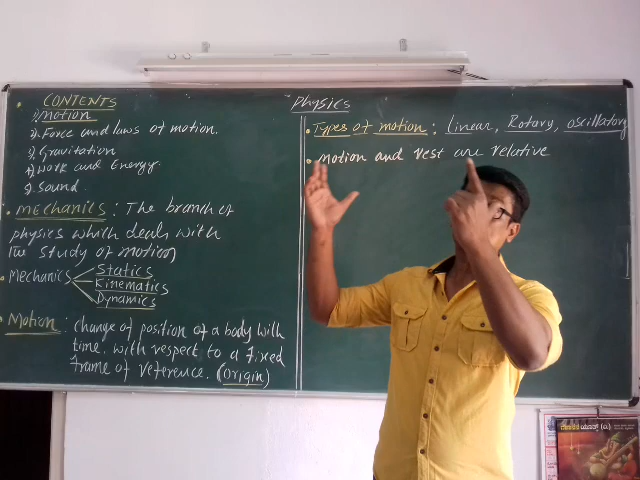 Physics
CONTENTS
1) Motion
2) Force and laws of motion.
3) Gravitation
4) Work and Energy.
5) Sound
• MECHANICS : The branch of
physics which deals with
the study of motion
• Mechanics Statics
Kinematics
Dynamics
• Motion : change of position of a body with
time. with respect to a fixed
frame of reference. (origin)
• Types of motion : Linear, Rotary, oscillatory
• Motion and rest are relative